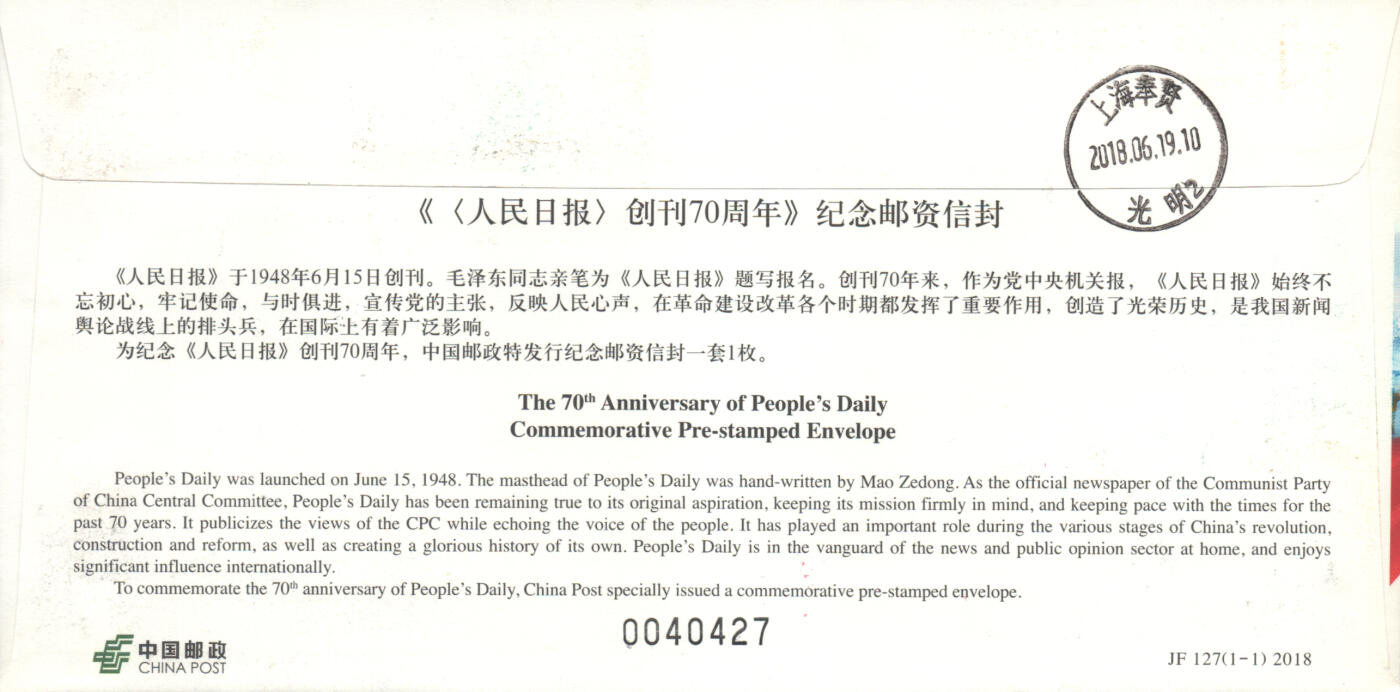 上海奉贤
2018.06.19.10
光明2
《〈人民日报〉创刊70周年》纪念邮资信封
《人民日报》于1948年6月15日创刊。毛泽东同志亲笔为《人民日报》题写报名。创刊70年来，作为党中央机关报，《人民日报》始终不
忘初心，牢记使命，与时俱进，宣传党的主张，反映人民心声，在革命建设改革各个时期都发挥了重要作用，创造了光荣历史，是我国新闻
舆论战线上的排头兵，在国际上有着广泛影响。
为纪念《人民日报》创刊70周年，中国邮政特发行纪念邮资信封一套1枚。
The 70th Anniversary of People's Daily
Commemorative Pre-stamped Envelope
People's Daily was launched on June 15, 1948. The masthead of People's Daily was hand-written by Mao Zedong. As the official newspaper of the Communist Party
of China Central Committee, People's Daily has been remaining true to its original aspiration, keeping its mission firmly in mind, and keeping pace with the times for the
past 70 years. It publicizes the views of the CPC while echoing the voice of the people. It has played an important role during the various stages of China's revolution,
construction and reform, as well as creating a glorious history of its own. People's Daily is in the vanguard of the news and public opinion sector at home, and enjoys
significant influence internationally.
To commemorate the 70th anniversary of People's Daily, China Post specially issued a commemorative pre-stamped envelope.
0040427
中国邮政
CHINA POST
JF 127(1-1) 2018